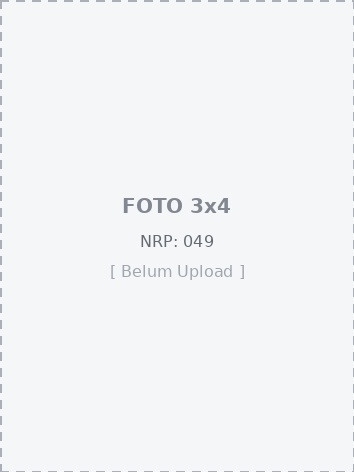 FOTO 3x4
NRP: 049
[ Belum Upload ]